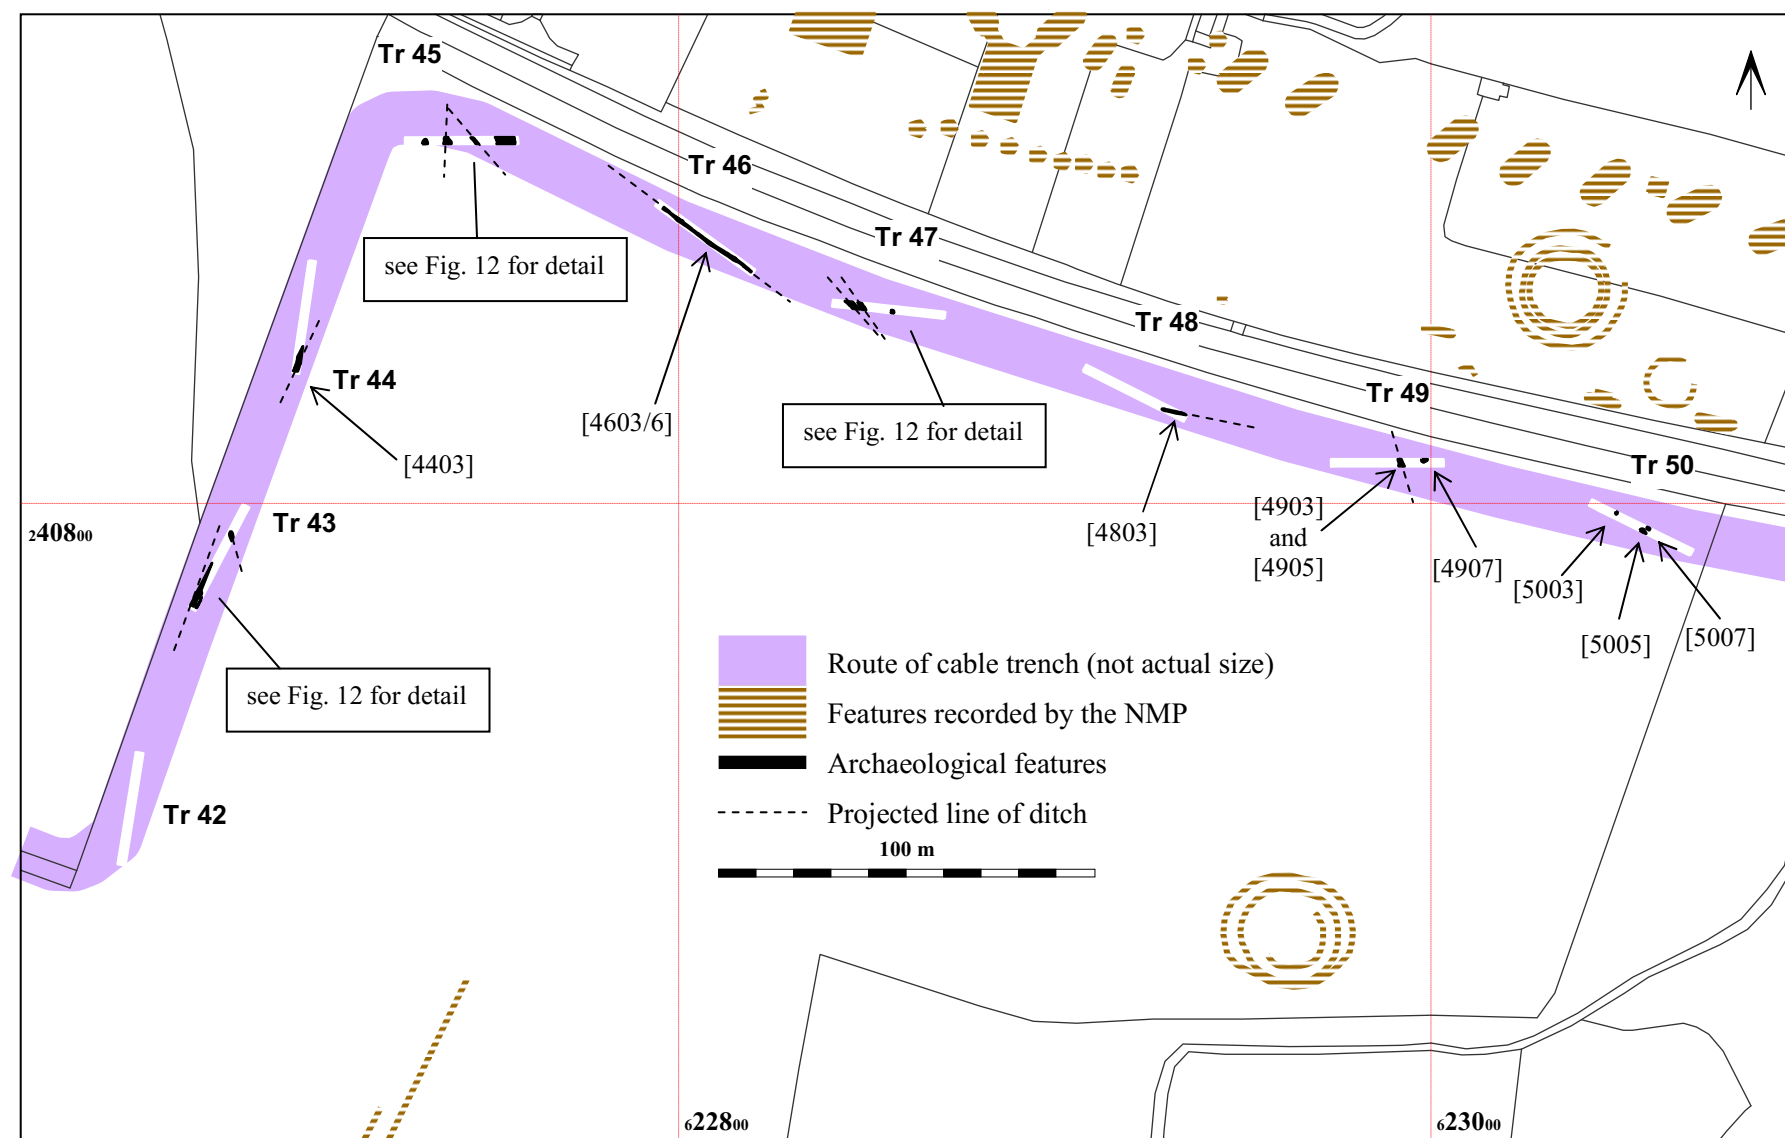 Tr 45
Tr 46
Tr 47
see Fig. 12 for detail
Tr 48
Tr 44
[4603/6]
see Fig. 12 for detail
Tr 49
[4403]
Tr 50
Tr 43
240800
[4803]
[4903]
and
[4905]
[4907]
[5003]
[5005]
[5007]
see Fig. 12 for detail
Route of cable trench (not actual size)
Features recorded by the NMP
Archaeological features
Projected line of ditch
Tr 42
100 m
622800
623000